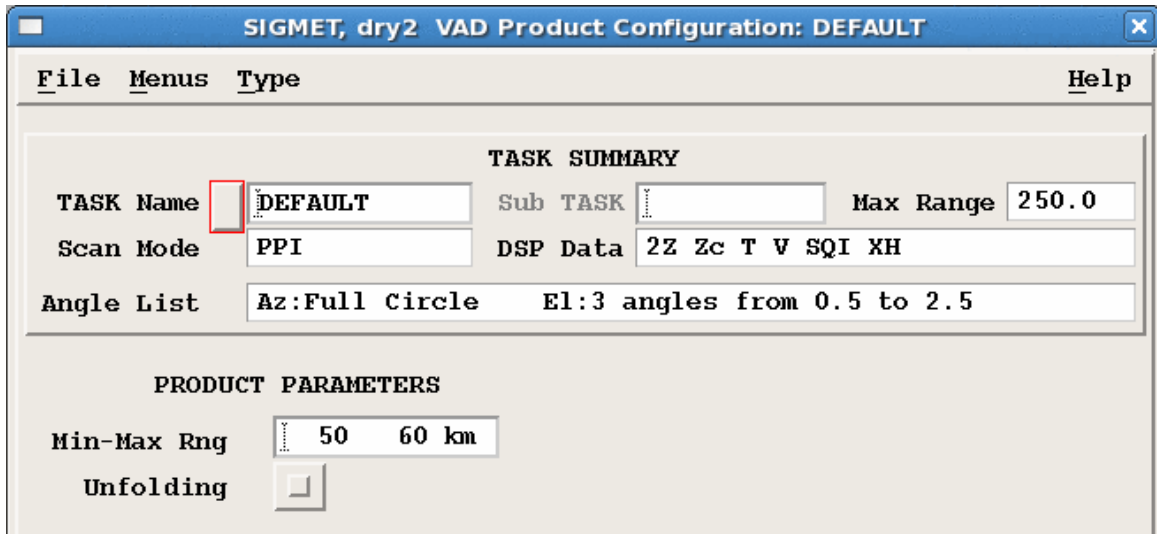 SIGMET, dry2 VAD Product Configuration: DEFAULT
File Menus Type Help
TASK SUMMARY
TASK Name DEFAULT Sub TASK Max Range 250.0
Scan Mode PPI DSP Data 2Z Zc T V SQI XH
Angle List Az:Full Circle El:3 angles from 0.5 to 2.5
PRODUCT PARAMETERS
Min-Max Rng 50 60 km
Unfolding